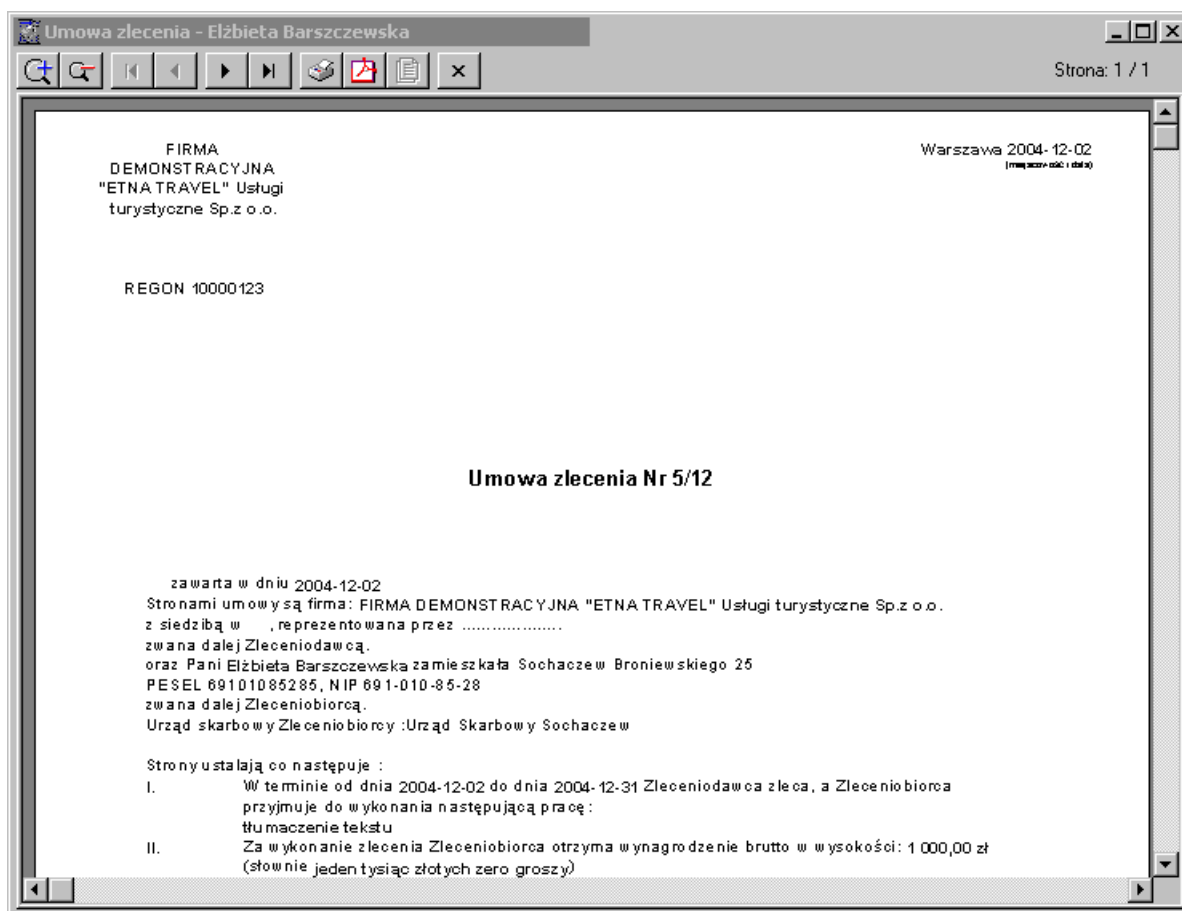 Umowa zlecenia - Elżbieta Barszczewska
Strona: 1 / 1
FIRMA
DEMONSTRACYJNA
"ETNA TRAVEL" Usługi
turystyczne Sp.z o.o.
Warszawa 2004-12-02
(miejscowość i data)
REGON 10000123
Umowa zlecenia Nr 5/12
zawarta w dniu 2004-12-02
Stronami umowy są firma: FIRMA DEMONSTRACYJNA "ETNA TRAVEL" Usługi turystyczne Sp.z o.o.
z siedzibą w , reprezentowana przez ....................
zwana dalej Zleceniodawcą.
oraz Pani Elżbieta Barszczewska zamieszkała Sochaczew Broniewskiego 25
PESEL 69101085285, NIP 691-010-85-28
zwana dalej Zleceniobiorcą.
Urząd skarbowy Zleceniobiorcy :Urząd Skarbowy Sochaczew
Strony ustalają co następuje :
I. W terminie od dnia 2004-12-02 do dnia 2004-12-31 Zleceniodawca zleca, a Zleceniobiorca
przyjmuje do wykonania następującą pracę:
tłumaczenie tekstu
II. Za wykonanie zlecenia Zleceniobiorca otrzyma wynagrodzenie brutto w wysokości: 1 000,00 zł
(słownie jeden tysiąc złotych zero groszy)